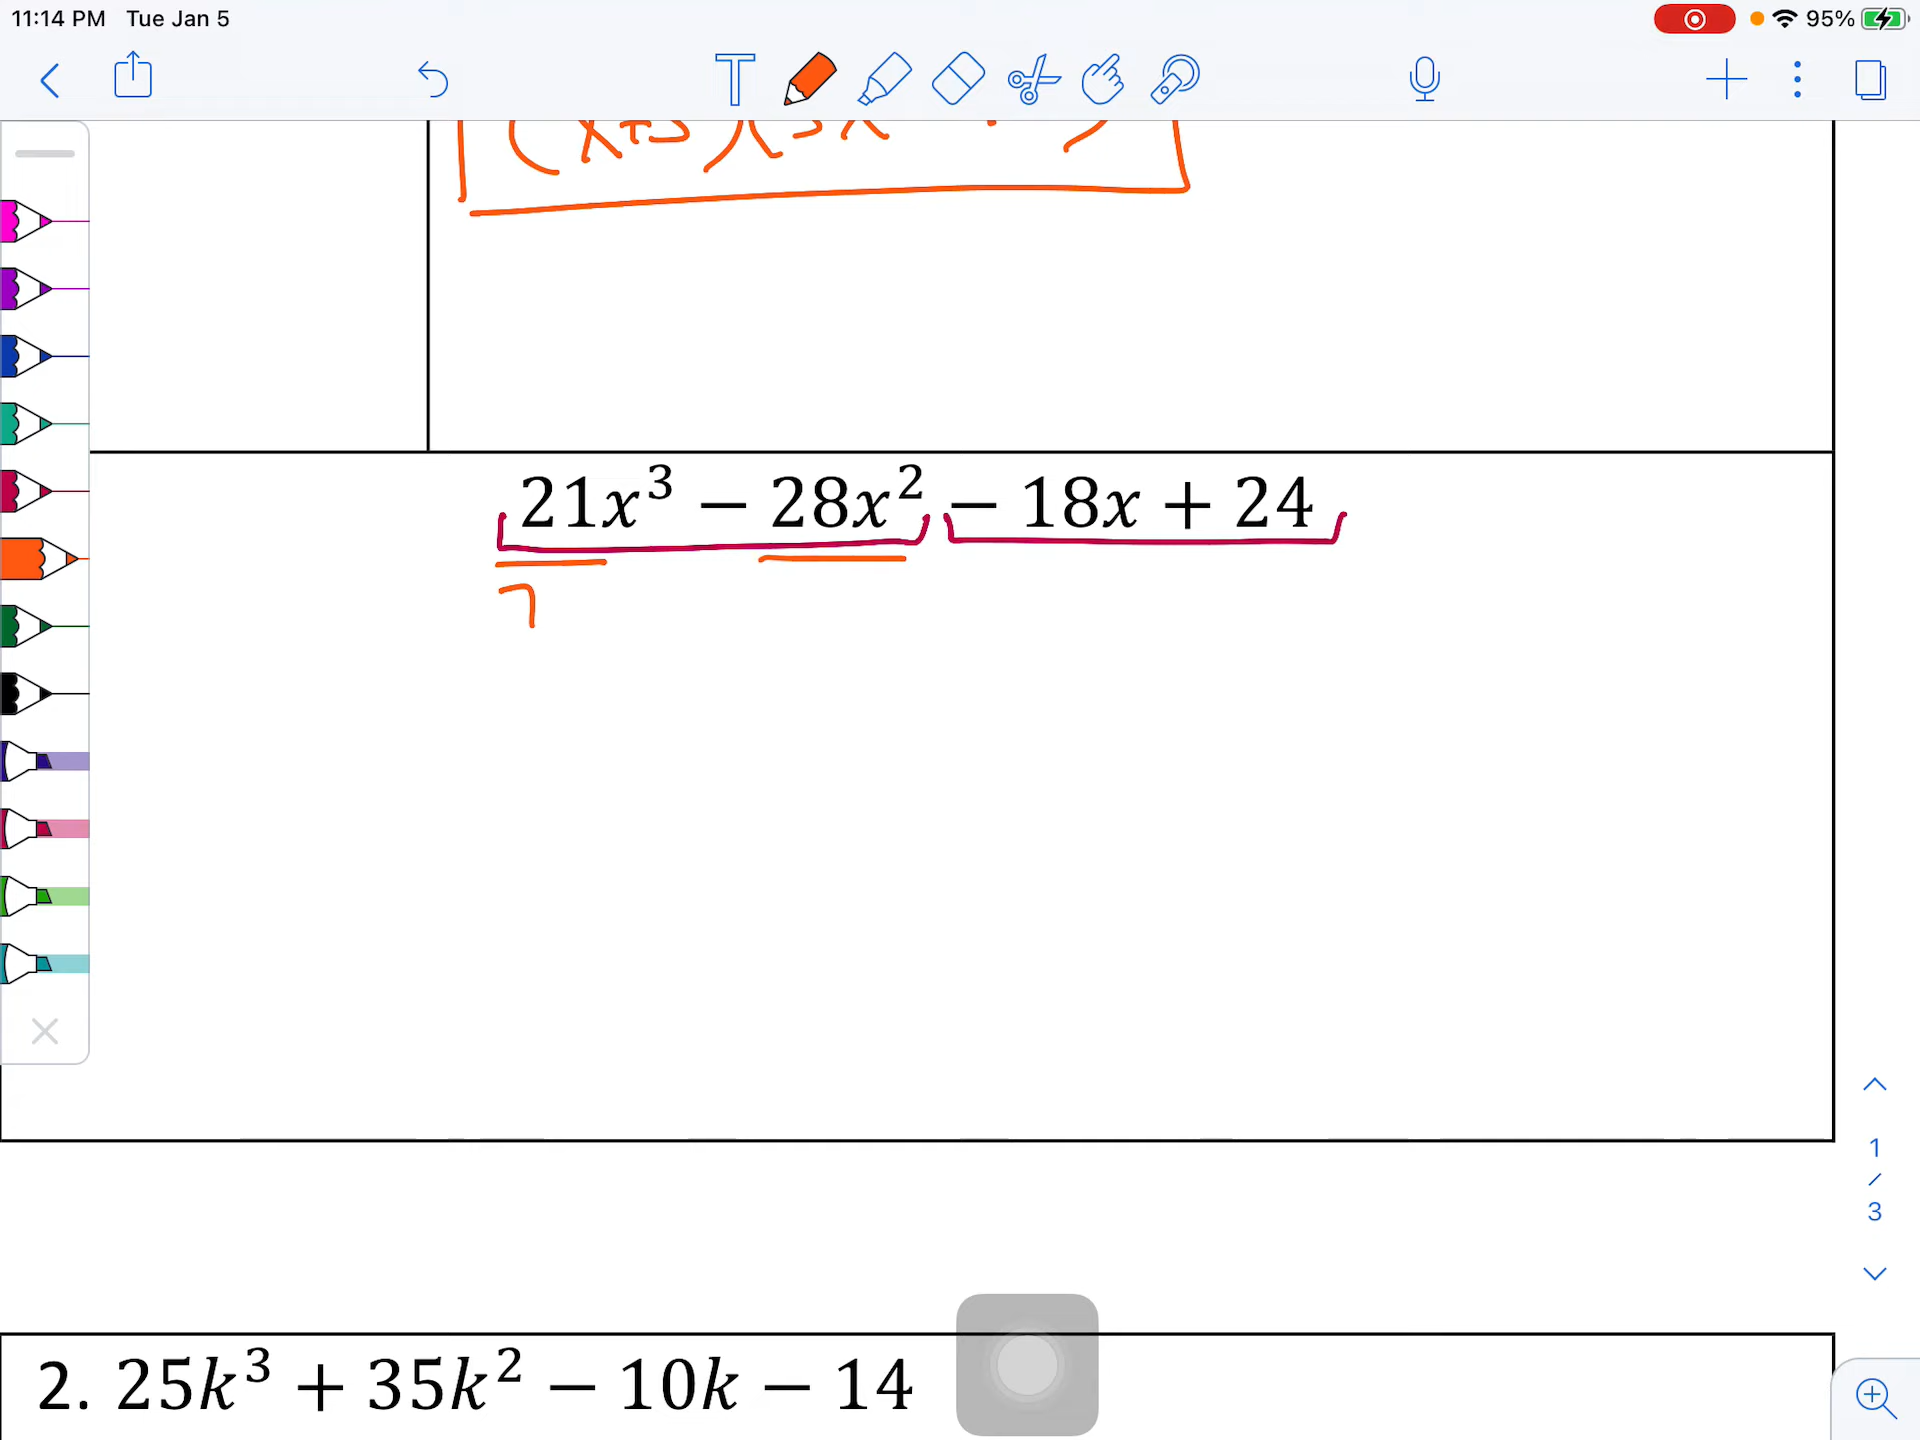 11:14 PM Tue Jan 5
95%
T
21x³ − 28x² − 18x + 24
7
1
/
3
2. 25k³ + 35k² − 10k − 14